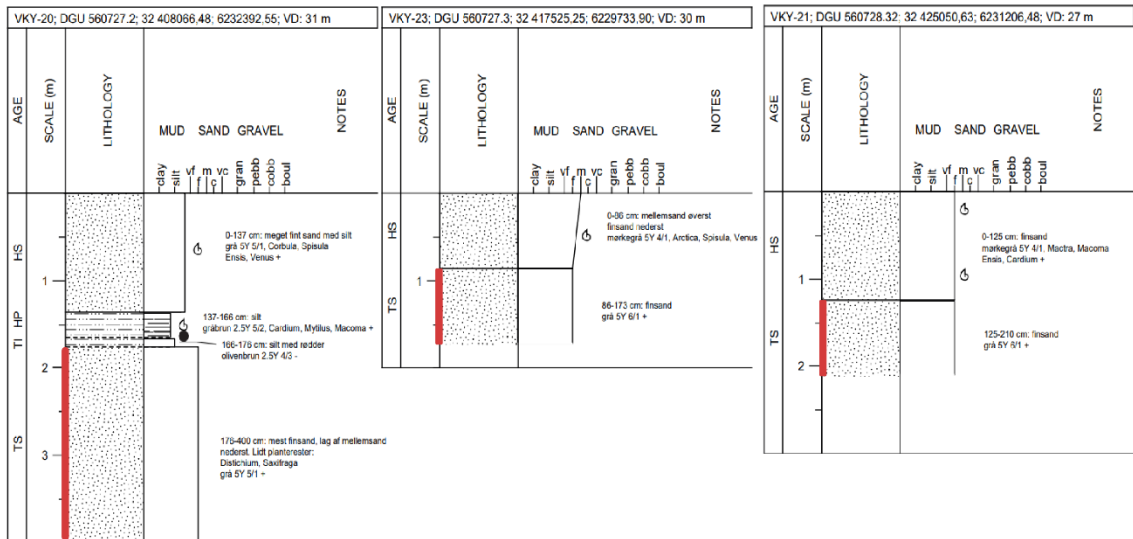 VKY-20; DGU 560727.2; 32 408066,48; 6232392,55; VD: 31 m
AGE
SCALE (m)
LITHOLOGY
MUD SAND GRAVEL
NOTES
clay
silt
vf
f
m
c
vc
gran
pebb
cobb
boul
HS
HP
TI
TS
1
2
3
0-137 cm: meget fint sand med silt
grå 5Y 5/1, Corbula, Spisula
Ensis, Venus +
137-166 cm: silt
gråbrun 2.5Y 5/2, Cardium, Mytilus, Macoma +
166-176 cm: silt med rødder
olivenbrun 2.5Y 4/3 -
176-400 cm: mest finsand, lag af mellemsand
nederst. Lidt planterester:
Distichium, Saxifraga
grå 5Y 5/1 +
VKY-23; DGU 560727.3; 32 417525,25; 6229733,90; VD: 30 m
AGE
SCALE (m)
LITHOLOGY
MUD SAND GRAVEL
NOTES
clay
silt
vf
f
m
c
vc
gran
pebb
cobb
boul
HS
TS
1
0-86 cm: mellemsand øverst
finsand nederst
mørkegrå 5Y 4/1, Arctica, Spisula, Venus
86-173 cm: finsand
grå 5Y 6/1 +
VKY-21; DGU 560728.32; 32 425050,63; 6231206,48; VD: 27 m
AGE
SCALE (m)
LITHOLOGY
MUD SAND GRAVEL
NOTES
clay
silt
vf
f
m
c
vc
gran
pebb
cobb
boul
HS
TS
1
2
0-125 cm: finsand
mørkegrå 5Y 4/1, Mactra, Macoma
Ensis, Cardium +
125-210 cm: finsand
grå 5Y 6/1 +